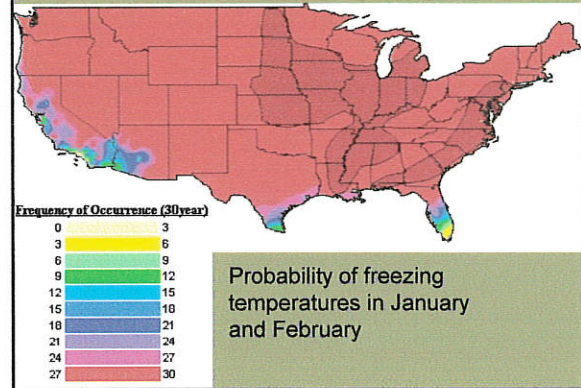 Frequency of Occurrence (30year)
0 3
3 6
6 9
9 12
12 15
15 18
18 21
21 24
24 27
27 30
Probability of freezing
temperatures in January
and February